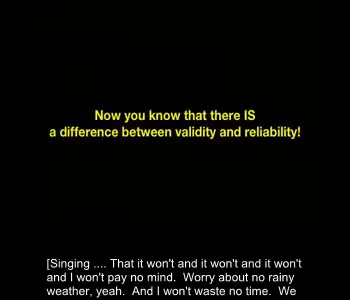 Now you know that there IS
a difference between validity and reliability!
[Singing .... That it won't and it won't and it won't
and I won't pay no mind.  Worry about no rainy
weather, yeah.  And I won't waste no time.  We